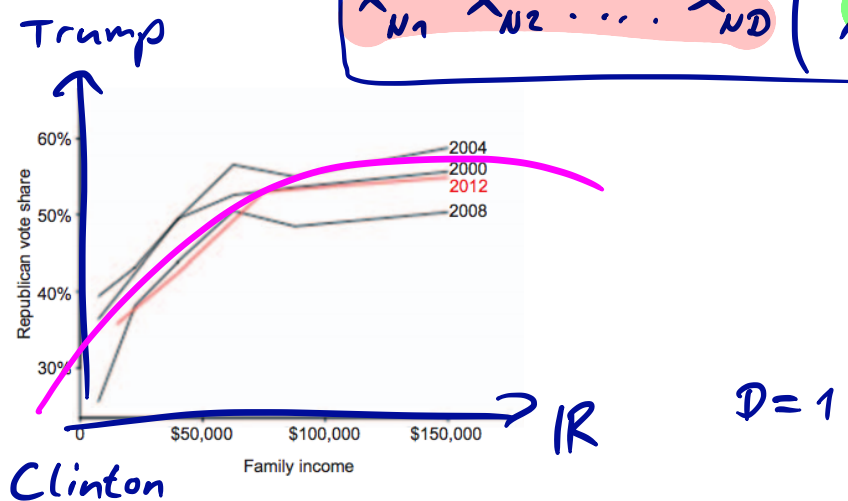 Trump
X_N1 X_N2 .... X_ND
60%
2004
2000
2012
50%
2008
Republican vote share
40%
30%
0 $50,000 $100,000 $150,000
IR
D = 1
Family income
Clinton